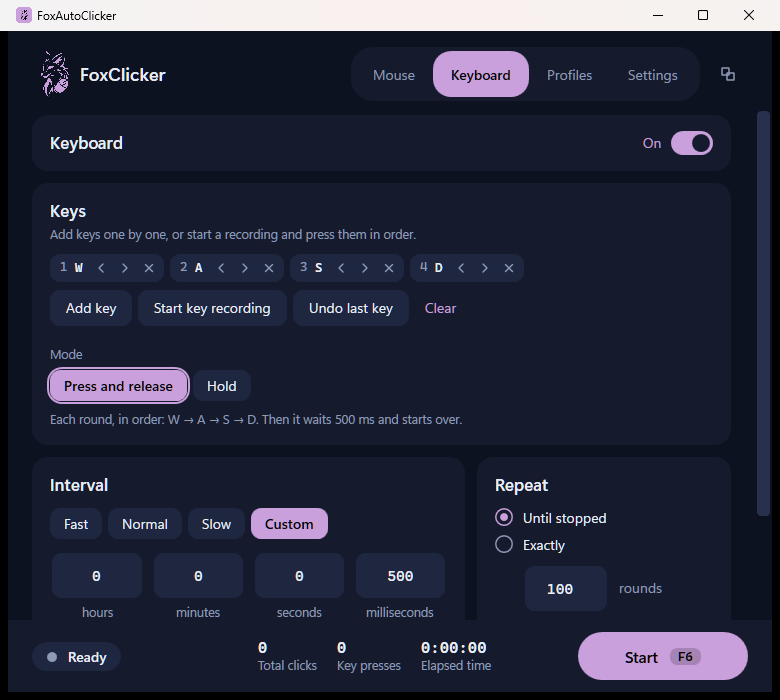 FoxAutoClicker
FoxClicker
Mouse Keyboard Profiles Settings
Keyboard On
Keys
Add keys one by one, or start a recording and press them in order.
1 W < > × 2 A < > × 3 S < > × 4 D < > ×
Add key Start key recording Undo last key Clear
Mode
Press and release Hold
Each round, in order: W → A → S → D. Then it waits 500 ms and starts over.
Interval
Fast Normal Slow Custom
0 0 0 500
hours minutes seconds milliseconds
Repeat
Until stopped
Exactly
100 rounds
Ready
0 0 0:00:00
Total clicks Key presses Elapsed time
Start F6